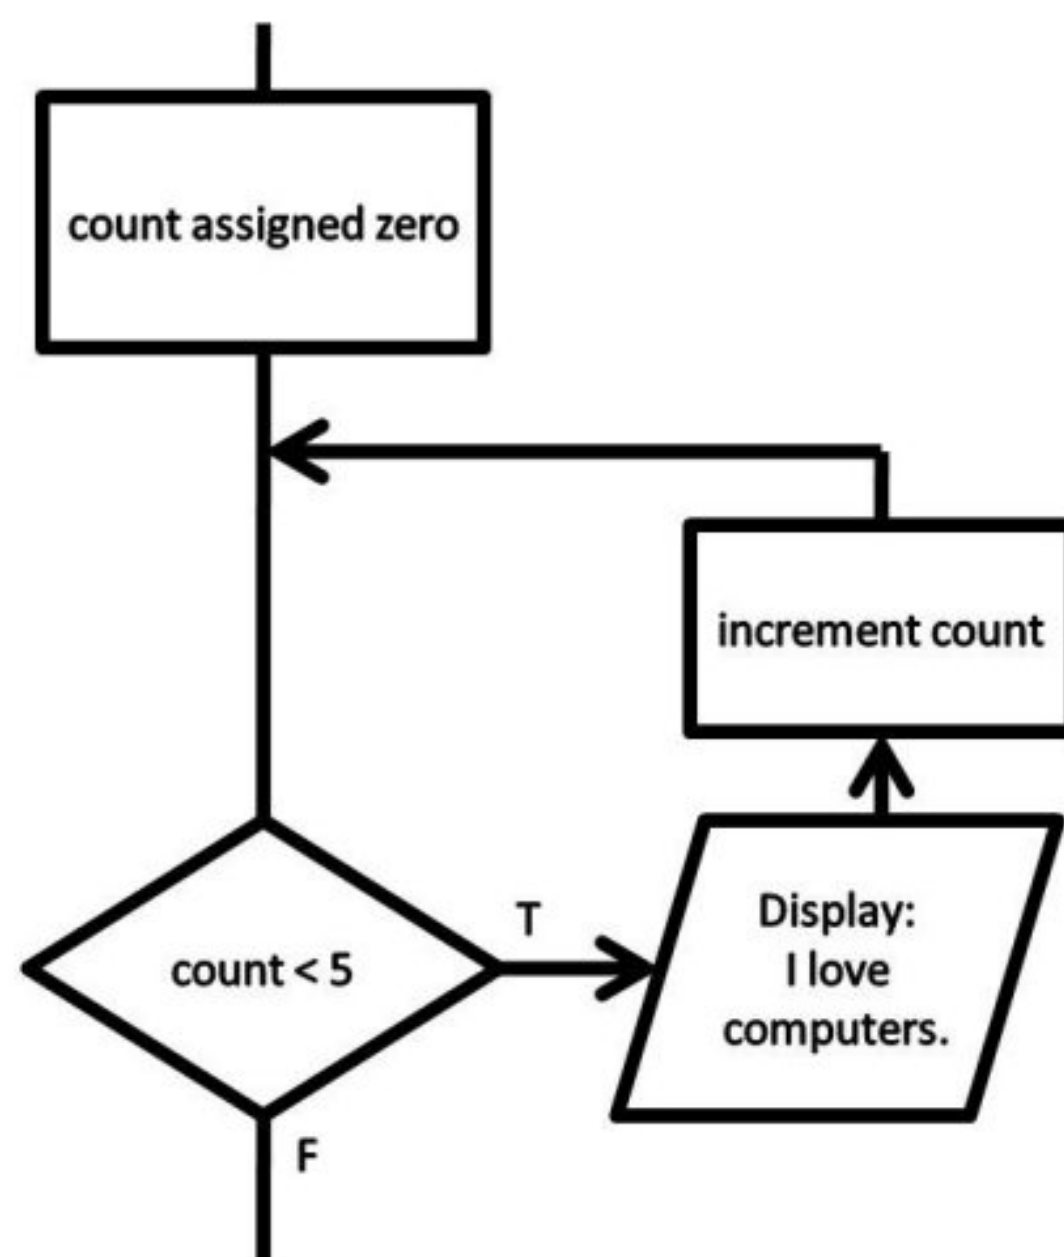 count assigned zero
increment count
count < 5
T
Display:
I love
computers.
F